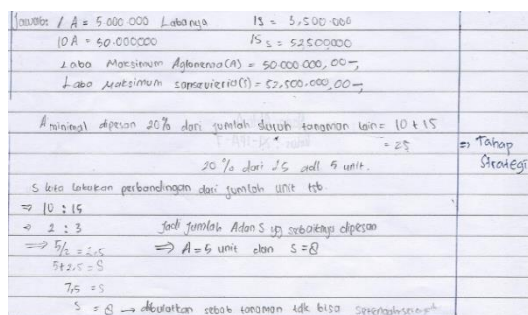 Jawab: 1 A = 5.000.000 Labanya 1S = 3,500.000
10 A = 50.000000 15 S = 52500000
Laba Maksimum Aglonema(A) = 50.000 000, 00 -,
Laba Maksimum Sansevieria(S) = 52,500.000,00 -,
A minimal dipesan 20% dari jumlah seluruh tanaman lain = 10 + 15
= 25
20 % dari 25 adl 5 unit.
S kita lakukan perbandingan dari jumlah unit tsb.
⇒ 10 : 15
⇒ 2 : 3 Jadi jumlah A dan S yg sebaiknya dipesan
⇒ 5/2 = 2,5 ⇒ A = 5 unit dan S = 8
5 + 2,5 = S
7,5 = S
S = 8 → dibulatkan sebab tanaman tdk bisa
⇒ Tahap
Strategi